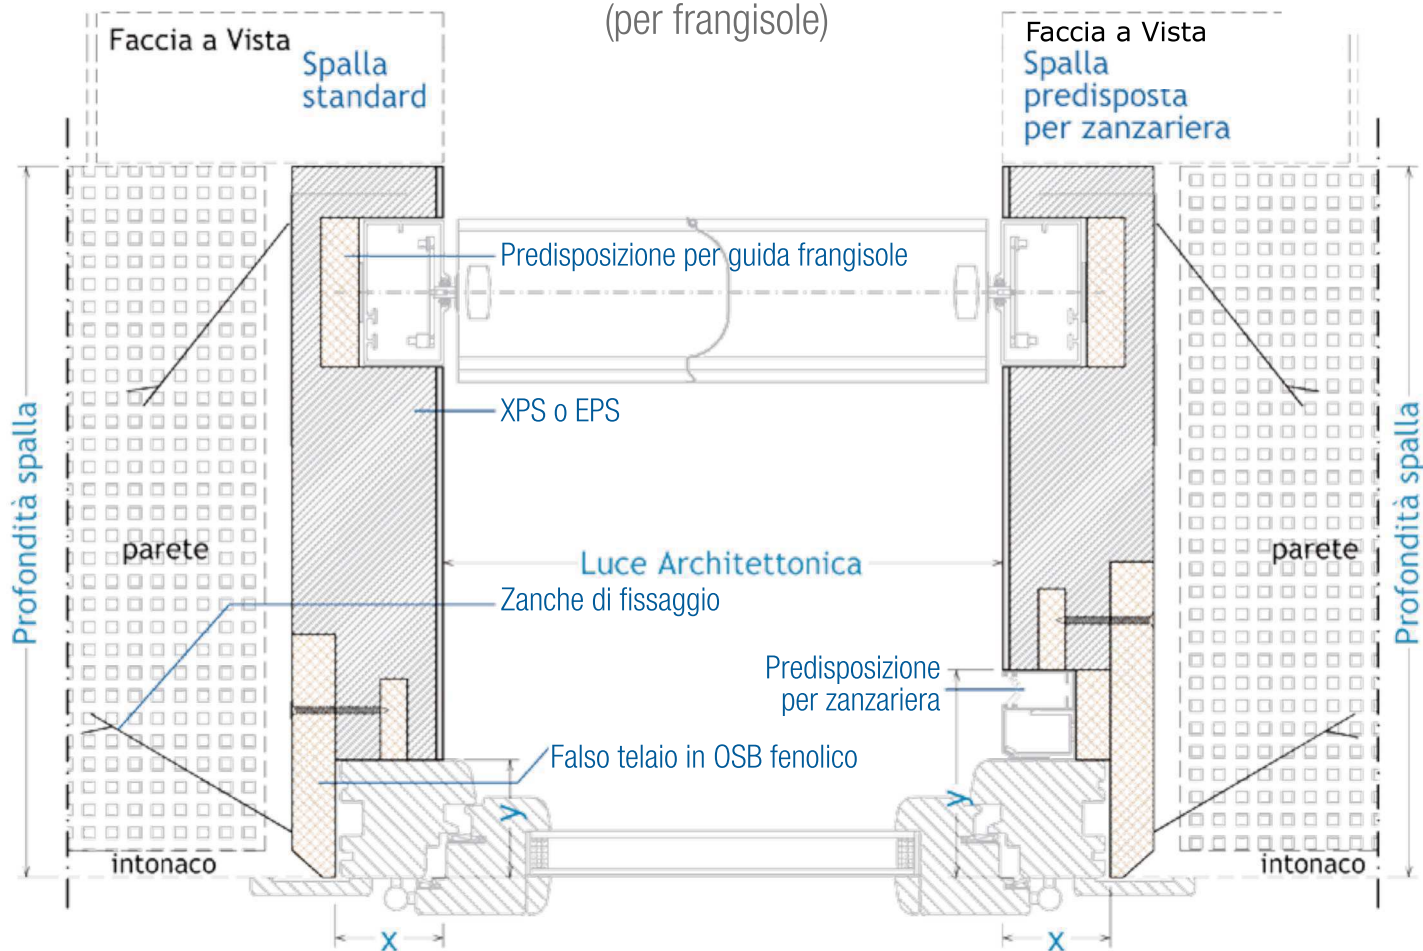 (per frangisole)
Faccia a Vista
Spalla
standard
Faccia a Vista
Spalla
predisposta
per zanzariera
Predisposizione per guida frangisole
XPS o EPS
Profondità spalla
Profondità spalla
parete
parete
Luce Architettonica
Zanche di fissaggio
Predisposizione
per zanzariera
Falso telaio in OSB fenolico
y
y
intonaco
intonaco
x
x